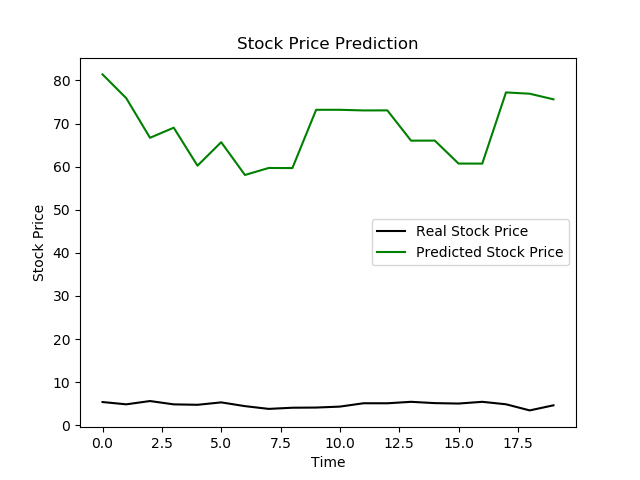 Stock Price Prediction
80
70
60
50
40
30
20
10
0
Stock Price
Real Stock Price
Predicted Stock Price
0.0 2.5 5.0 7.5 10.0 12.5 15.0 17.5
Time